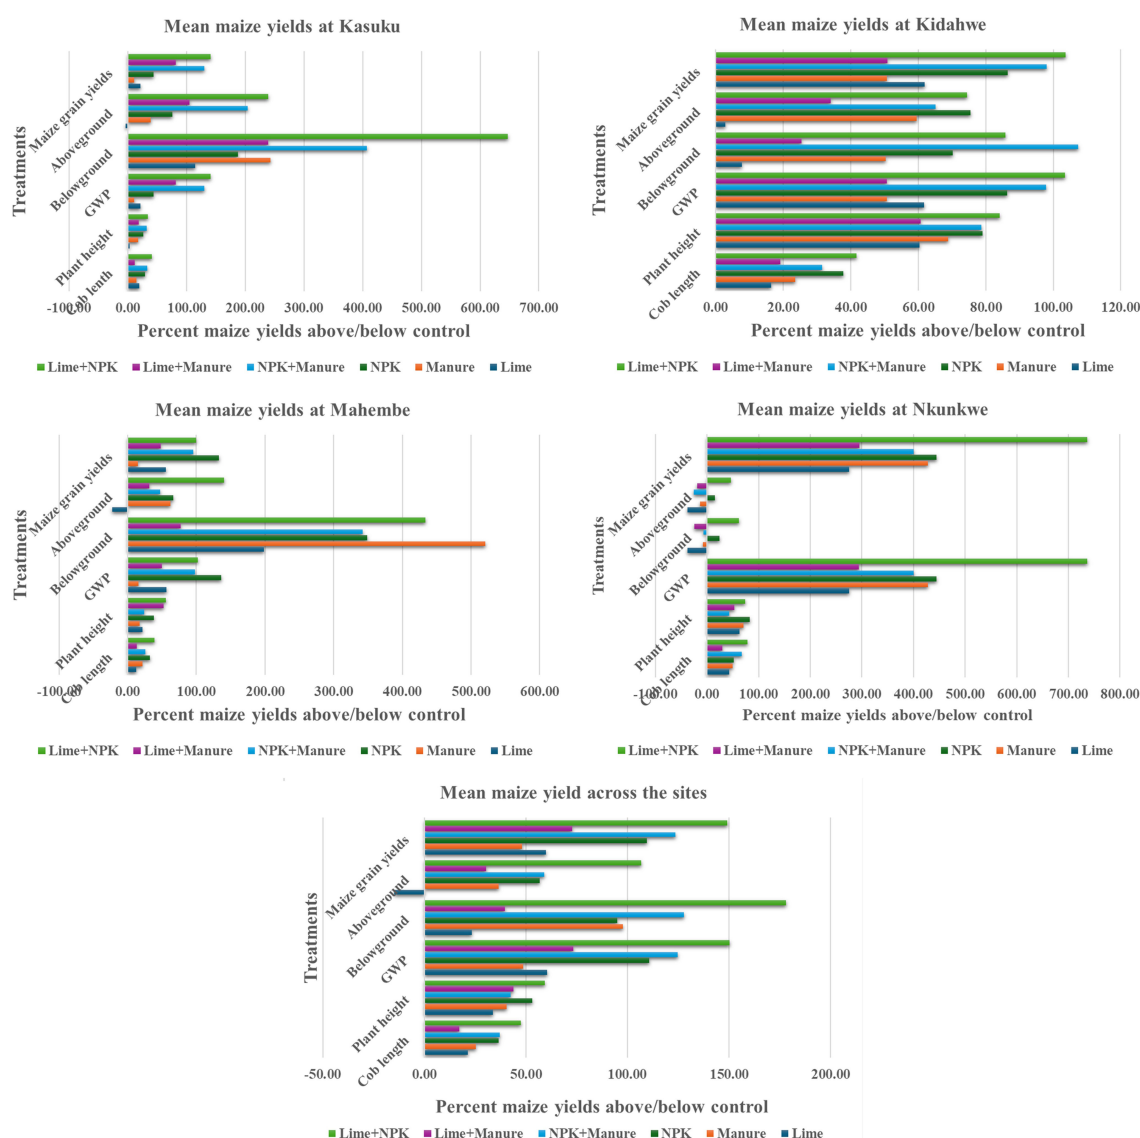 Mean maize yields at Kasuku
Treatments
Maize grain yields
Aboveground
Belowground
GWP
Plant height
Cob lenth
-100.00 0.00 100.00 200.00 300.00 400.00 500.00 600.00 700.00
Percent maize yields above/below control
Lime+NPK Lime+Manure NPK+Manure NPK Manure Lime
Mean maize yields at Kidahwe
Treatments
Maize grain yields
Aboveground
Belowground
GWP
Plant height
Cob length
0.00 20.00 40.00 60.00 80.00 100.00 120.00
Percent maize yields above/below control
Lime+NPK Lime+Manure NPK+Manure NPK Manure Lime
Mean maize yields at Mahembe
Treatments
Maize grain yields
Aboveground
Belowground
GWP
Plant height
Cob length
-100.00 0.00 100.00 200.00 300.00 400.00 500.00 600.00
Percent maize yields above/below control
Lime+NPK Lime+Manure NPK+Manure NPK Manure Lime
Mean maize yields at Nkunkwe
Treatments
Maize grain yields
Aboveground
Belowground
GWP
Plant height
Cob length
-100.00 0.00 100.00 200.00 300.00 400.00 500.00 600.00 700.00 800.00
Percent maize yields above/below control
Lime+NPK Lime+Manure NPK+Manure NPK Manure Lime
Mean maize yield across the sites
Treatments
Maize grain yields
Aboveground
Belowground
GWP
Plant height
Cob length
-50.00 0.00 50.00 100.00 150.00 200.00
Percent maize yields above/below control
Lime+NPK Lime+Manure NPK+Manure NPK Manure Lime